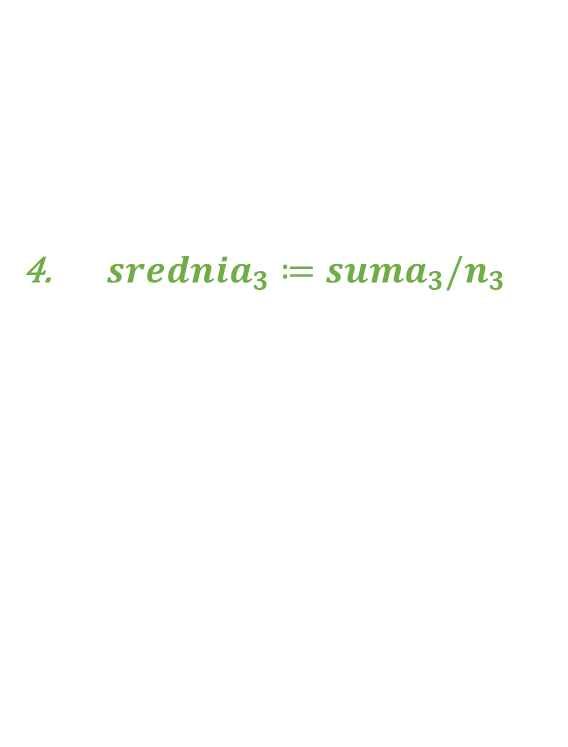 4. srednia₃ ≔ suma₃/n₃